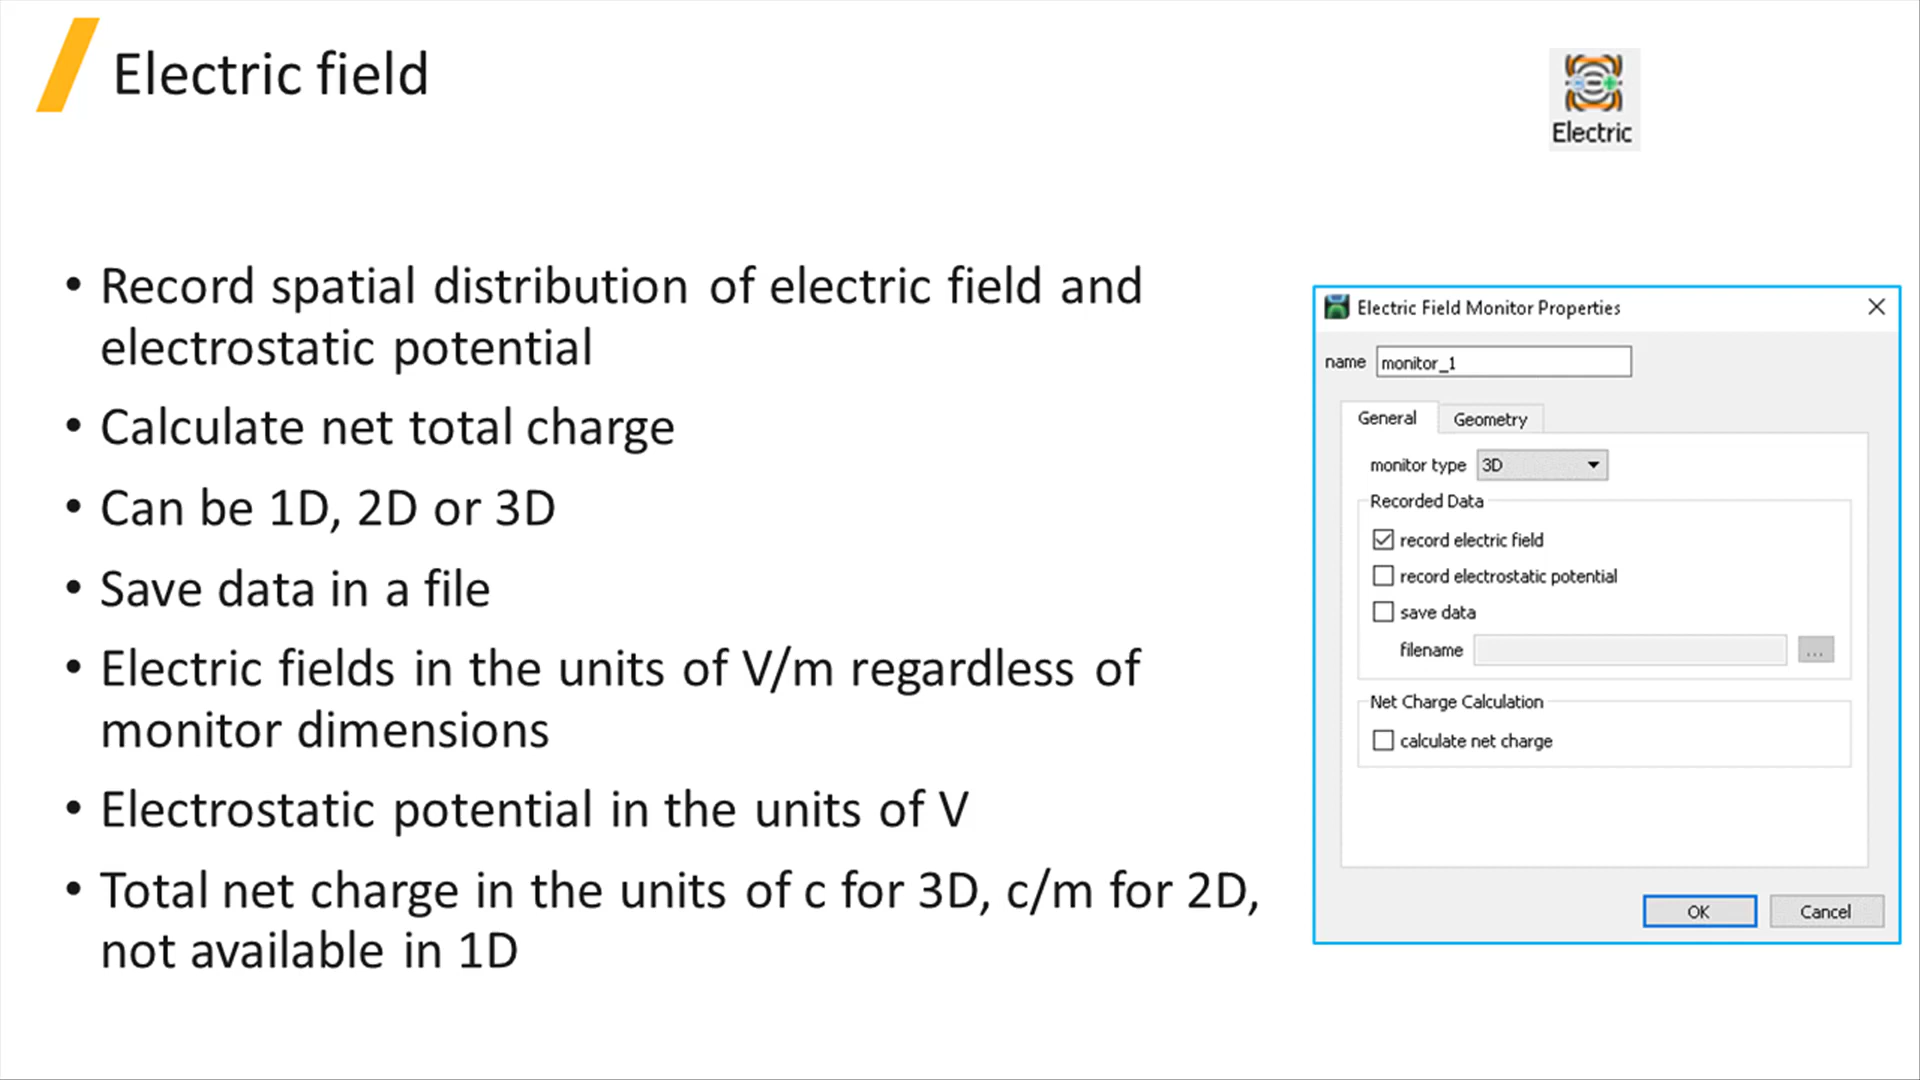 Electric field
Electric
• Record spatial distribution of electric field and
electrostatic potential
• Calculate net total charge
• Can be 1D, 2D or 3D
• Save data in a file
• Electric fields in the units of V/m regardless of
monitor dimensions
• Electrostatic potential in the units of V
• Total net charge in the units of c for 3D, c/m for 2D,
not available in 1D
Electric Field Monitor Properties
name monitor_1
General Geometry
monitor type 3D
Recorded Data
record electric field
record electrostatic potential
save data
filename ...
Net Charge Calculation
calculate net charge
OK Cancel